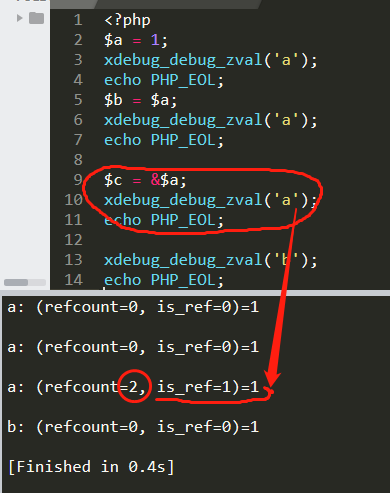 1 <?php
2 $a = 1;
3 xdebug_debug_zval('a');
4 echo PHP_EOL;
5 $b = $a;
6 xdebug_debug_zval('a');
7 echo PHP_EOL;
8
9 $c = &$a;
10 xdebug_debug_zval('a');
11 echo PHP_EOL;
12
13 xdebug_debug_zval('b');
14 echo PHP_EOL;
a: (refcount=0, is_ref=0)=1
a: (refcount=0, is_ref=0)=1
a: (refcount=2, is_ref=1)=1
b: (refcount=0, is_ref=0)=1
[Finished in 0.4s]